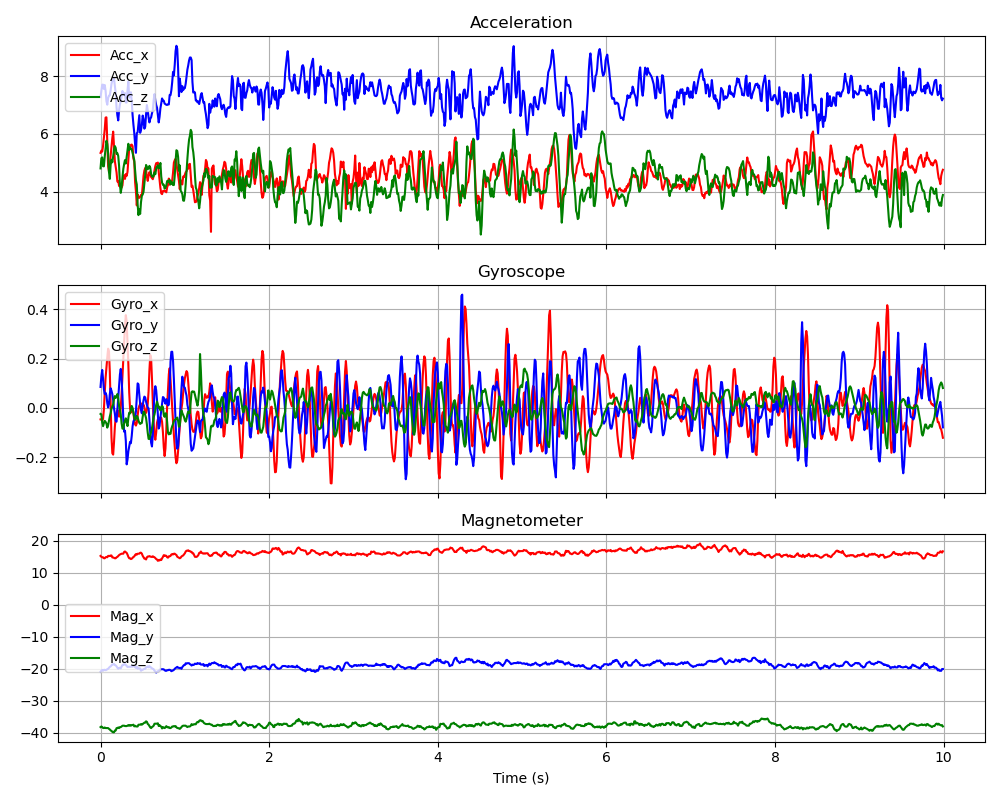 Acceleration
Acc_x
Acc_y
Acc_z
8
6
4
Gyroscope
Gyro_x
Gyro_y
Gyro_z
0.4
0.2
0.0
−0.2
Magnetometer
Mag_x
Mag_y
Mag_z
20
10
0
−10
−20
−30
−40
0 2 4 6 8 10
Time (s)